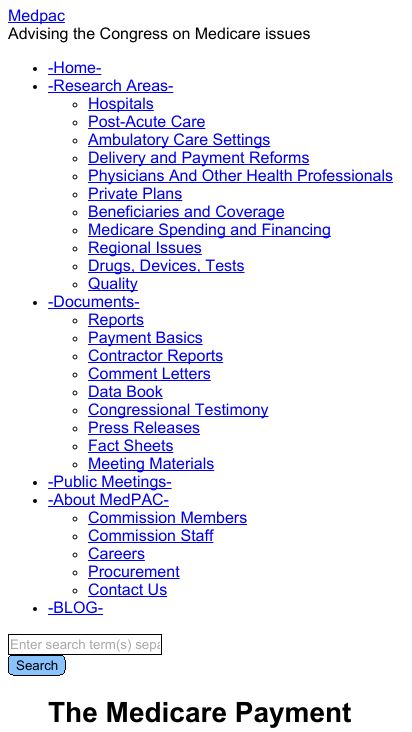 Medpac
Advising the Congress on Medicare issues
-Home-
-Research Areas-
Hospitals
Post-Acute Care
Ambulatory Care Settings
Delivery and Payment Reforms
Physicians And Other Health Professionals
Private Plans
Beneficiaries and Coverage
Medicare Spending and Financing
Regional Issues
Drugs, Devices, Tests
Quality
-Documents-
Reports
Payment Basics
Contractor Reports
Comment Letters
Data Book
Congressional Testimony
Press Releases
Fact Sheets
Meeting Materials
-Public Meetings-
-About MedPAC-
Commission Members
Commission Staff
Careers
Procurement
Contact Us
-BLOG-
Enter search term(s) sepa
Search
The Medicare Payment